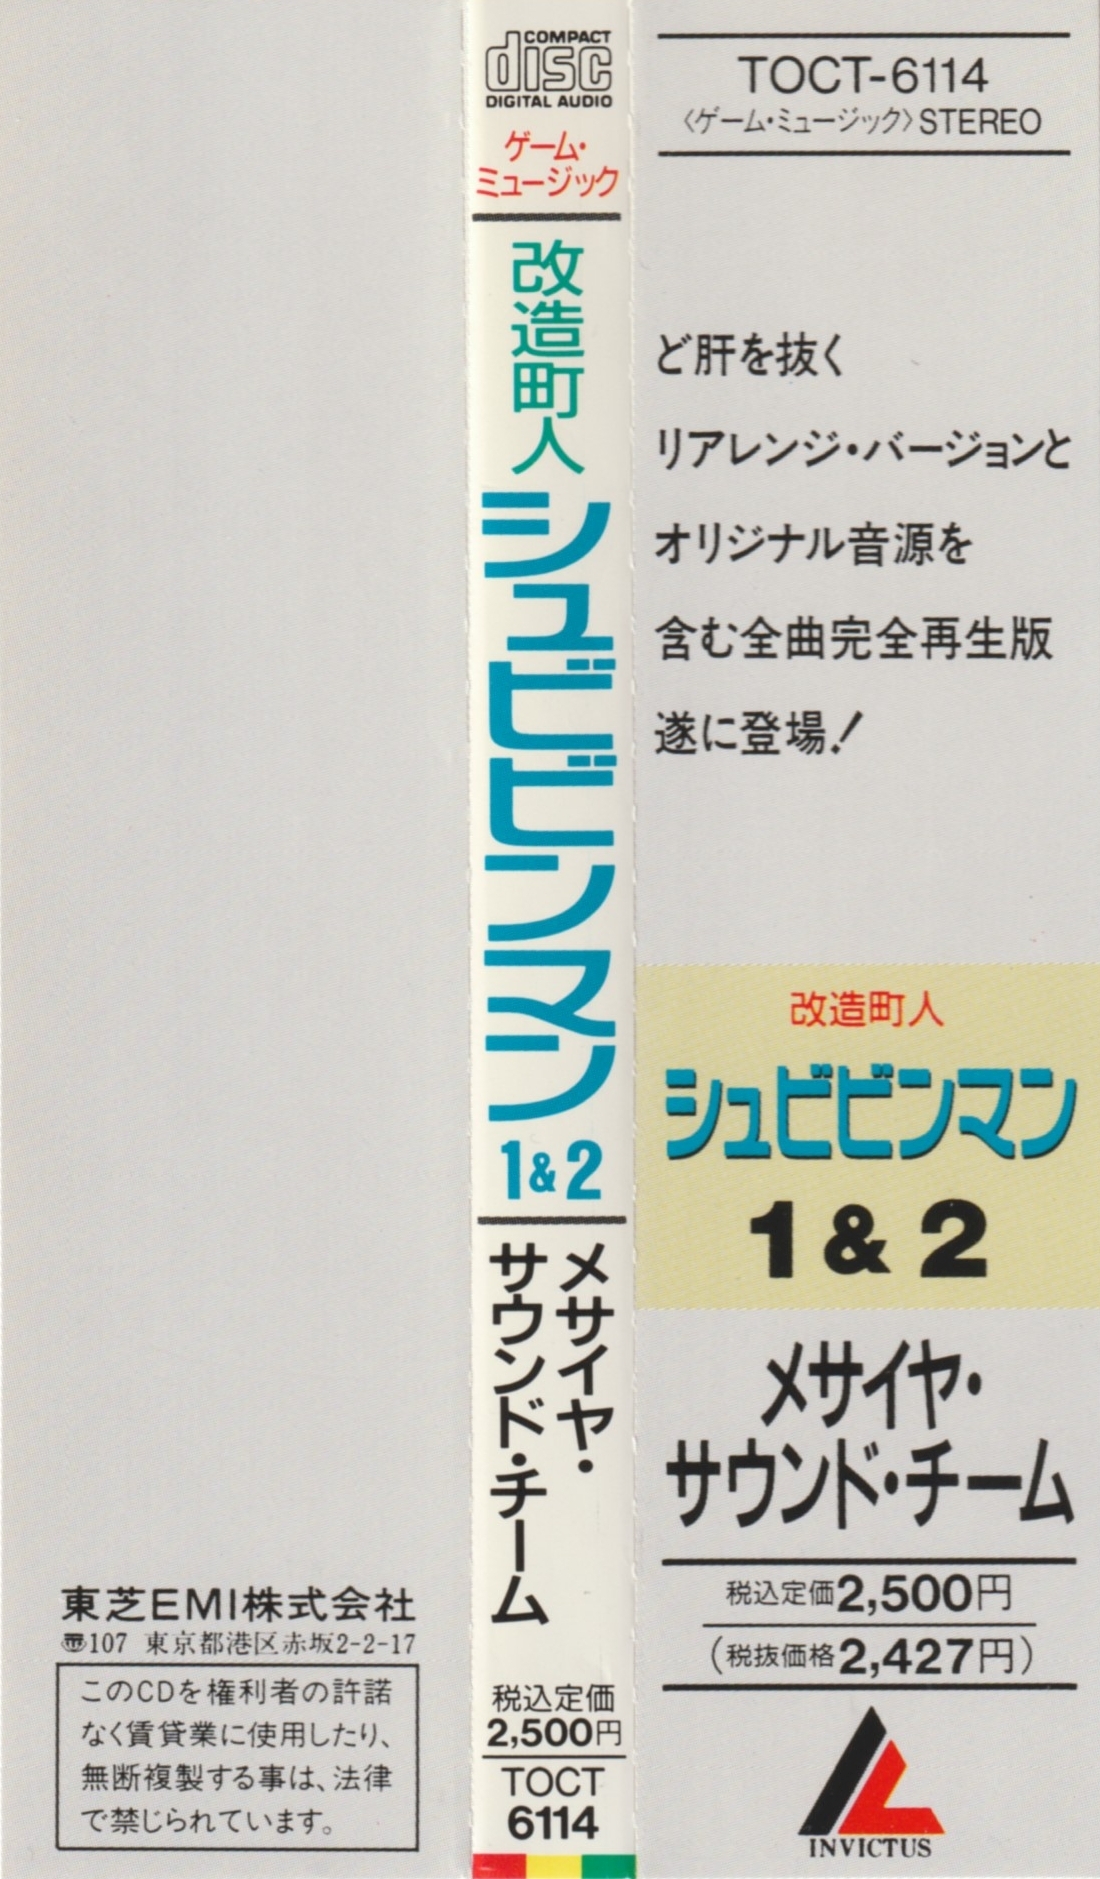 COMPACT
disc
DIGITAL AUDIO
ゲーム・
ミュージック
改造町人
シュビビンマン
1&2
メサイヤ・
サウンド・チーム
税込定価
2,500円
TOCT
6114
TOCT-6114
〈ゲーム・ミュージック〉STEREO
ど肝を抜く
リアレンジ・バージョンと
オリジナル音源を
含む全曲完全再生版
遂に登場!
改造町人
シュビビンマン
1&2
メサイヤ・
サウンド・チーム
税込定価2,500円
(税抜価格2,427円)
INVICTUS
東芝EMI株式会社
〠107 東京都港区赤坂2-2-17
このCDを権利者の許諾
なく賃貸業に使用したり、
無断複製する事は、法律
で禁じられています。